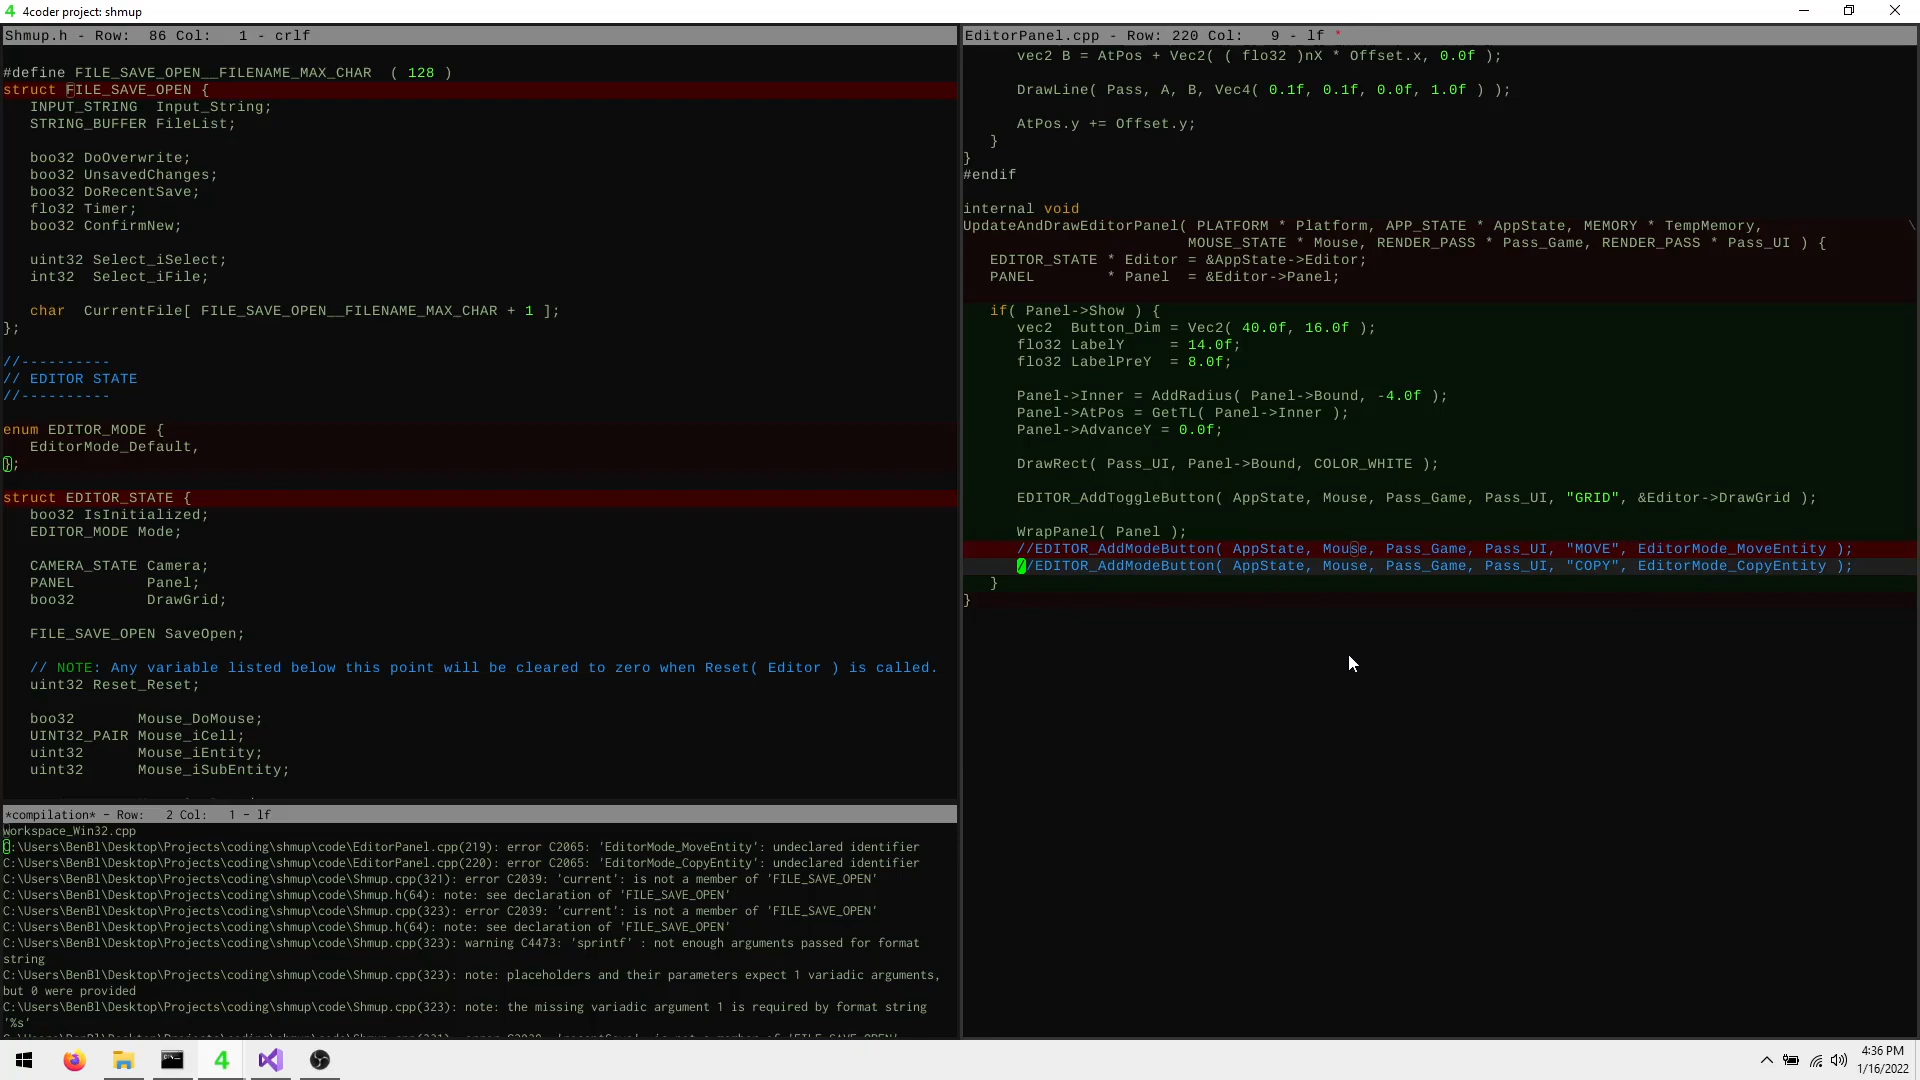 4coder project: shmup
Shmup.h - Row:  86 Col:   1 - crlf
#define FILE_SAVE_OPEN__FILENAME_MAX_CHAR  ( 128 )
struct FILE_SAVE_OPEN {
   INPUT_STRING  Input_String;
   STRING_BUFFER FileList;
   boo32 DoOverwrite;
   boo32 UnsavedChanges;
   boo32 DoRecentSave;
   flo32 Timer;
   boo32 ConfirmNew;
   uint32 Select_iSelect;
   int32  Select_iFile;
   char  CurrentFile[ FILE_SAVE_OPEN__FILENAME_MAX_CHAR + 1 ];
};
//----------
// EDITOR STATE
//----------
enum EDITOR_MODE {
   EditorMode_Default,
};
struct EDITOR_STATE {
   boo32 IsInitialized;
   EDITOR_MODE Mode;
   CAMERA_STATE Camera;
   PANEL        Panel;
   boo32        DrawGrid;
   FILE_SAVE_OPEN SaveOpen;
   // NOTE: Any variable listed below this point will be cleared to zero when Reset( Editor ) is called.
   uint32 Reset_Reset;
   boo32       Mouse_DoMouse;
   UINT32_PAIR Mouse_iCell;
   uint32      Mouse_iEntity;
   uint32      Mouse_iSubEntity;
*compilation* - Row:   2 Col:   1 - lf
Workspace_Win32.cpp
C:\Users\BenBl\Desktop\Projects\coding\shmup\code\EditorPanel.cpp(219): error C2065: 'EditorMode_MoveEntity': undeclared identifier
C:\Users\BenBl\Desktop\Projects\coding\shmup\code\EditorPanel.cpp(220): error C2065: 'EditorMode_CopyEntity': undeclared identifier
C:\Users\BenBl\Desktop\Projects\coding\shmup\code\Shmup.cpp(321): error C2039: 'current': is not a member of 'FILE_SAVE_OPEN'
C:\Users\BenBl\Desktop\Projects\coding\shmup\code\Shmup.h(64): note: see declaration of 'FILE_SAVE_OPEN'
C:\Users\BenBl\Desktop\Projects\coding\shmup\code\Shmup.cpp(323): error C2039: 'current': is not a member of 'FILE_SAVE_OPEN'
C:\Users\BenBl\Desktop\Projects\coding\shmup\code\Shmup.h(64): note: see declaration of 'FILE_SAVE_OPEN'
C:\Users\BenBl\Desktop\Projects\coding\shmup\code\Shmup.cpp(323): warning C4473: 'sprintf' : not enough arguments passed for format
string
C:\Users\BenBl\Desktop\Projects\coding\shmup\code\Shmup.cpp(323): note: placeholders and their parameters expect 1 variadic arguments,
but 0 were provided
C:\Users\BenBl\Desktop\Projects\coding\shmup\code\Shmup.cpp(323): note: the missing variadic argument 1 is required by format string
'%s'
EditorPanel.cpp - Row: 220 Col:   9 - lf *
      vec2 B = AtPos + Vec2( ( flo32 )nX * Offset.x, 0.0f );
      DrawLine( Pass, A, B, Vec4( 0.1f, 0.1f, 0.0f, 1.0f ) );
      AtPos.y += Offset.y;
   }
}
#endif
internal void
UpdateAndDrawEditorPanel( PLATFORM * Platform, APP_STATE * AppState, MEMORY * TempMemory, \
                         MOUSE_STATE * Mouse, RENDER_PASS * Pass_Game, RENDER_PASS * Pass_UI ) {
   EDITOR_STATE * Editor = &AppState->Editor;
   PANEL        * Panel  = &Editor->Panel;
   if( Panel->Show ) {
      vec2  Button_Dim = Vec2( 40.0f, 16.0f );
      flo32 LabelY     = 14.0f;
      flo32 LabelPreY  = 8.0f;
      Panel->Inner = AddRadius( Panel->Bound, -4.0f );
      Panel->AtPos = GetTL( Panel->Inner );
      Panel->AdvanceY = 0.0f;
      DrawRect( Pass_UI, Panel->Bound, COLOR_WHITE );
      EDITOR_AddToggleButton( AppState, Mouse, Pass_Game, Pass_UI, "GRID", &Editor->DrawGrid );
      WrapPanel( Panel );
      //EDITOR_AddModeButton( AppState, Mouse, Pass_Game, Pass_UI, "MOVE", EditorMode_MoveEntity );
      //EDITOR_AddModeButton( AppState, Mouse, Pass_Game, Pass_UI, "COPY", EditorMode_CopyEntity );
   }
}
4:36 PM
1/16/2022